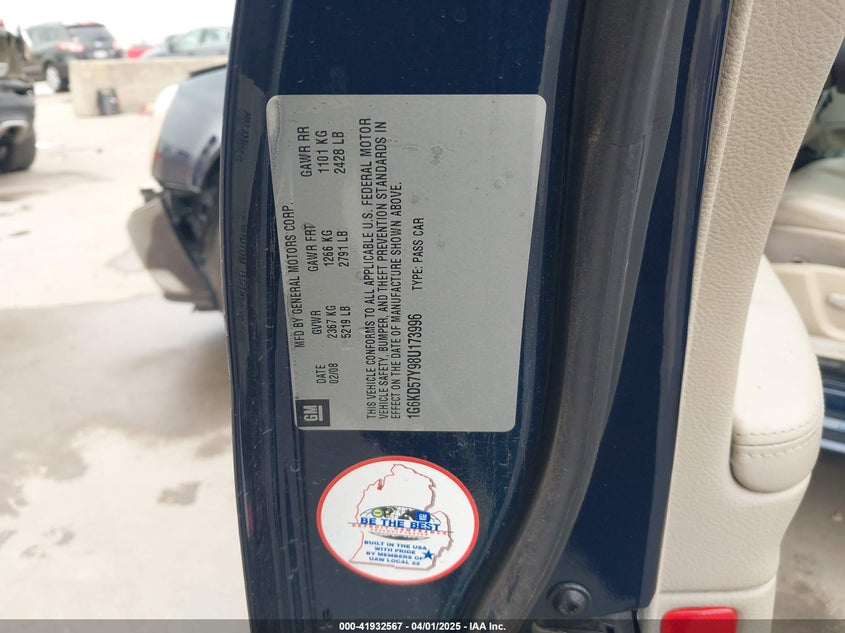 MFD BY GENERAL MOTORS CORP.
DATE GVWR GAWR FRT GAWR RR
02/08 2367 KG 1266 KG 1101 KG
5219 LB 2791 LB 2428 LB
THIS VEHICLE CONFORMS TO ALL APPLICABLE U.S. FEDERAL MOTOR
VEHICLE SAFETY, BUMPER, AND THEFT PREVENTION STANDARDS IN
EFFECT ON THE DATE OF MANUFACTURE SHOWN ABOVE.
1G6KD57Y98U173996 TYPE: PASS CAR
GM
GM
BE THE BEST
BUILT IN THE USA
WITH PRIDE
BY MEMBERS OF
UAW LOCAL 22
000-41932567 - 04/01/2025 - IAA Inc.